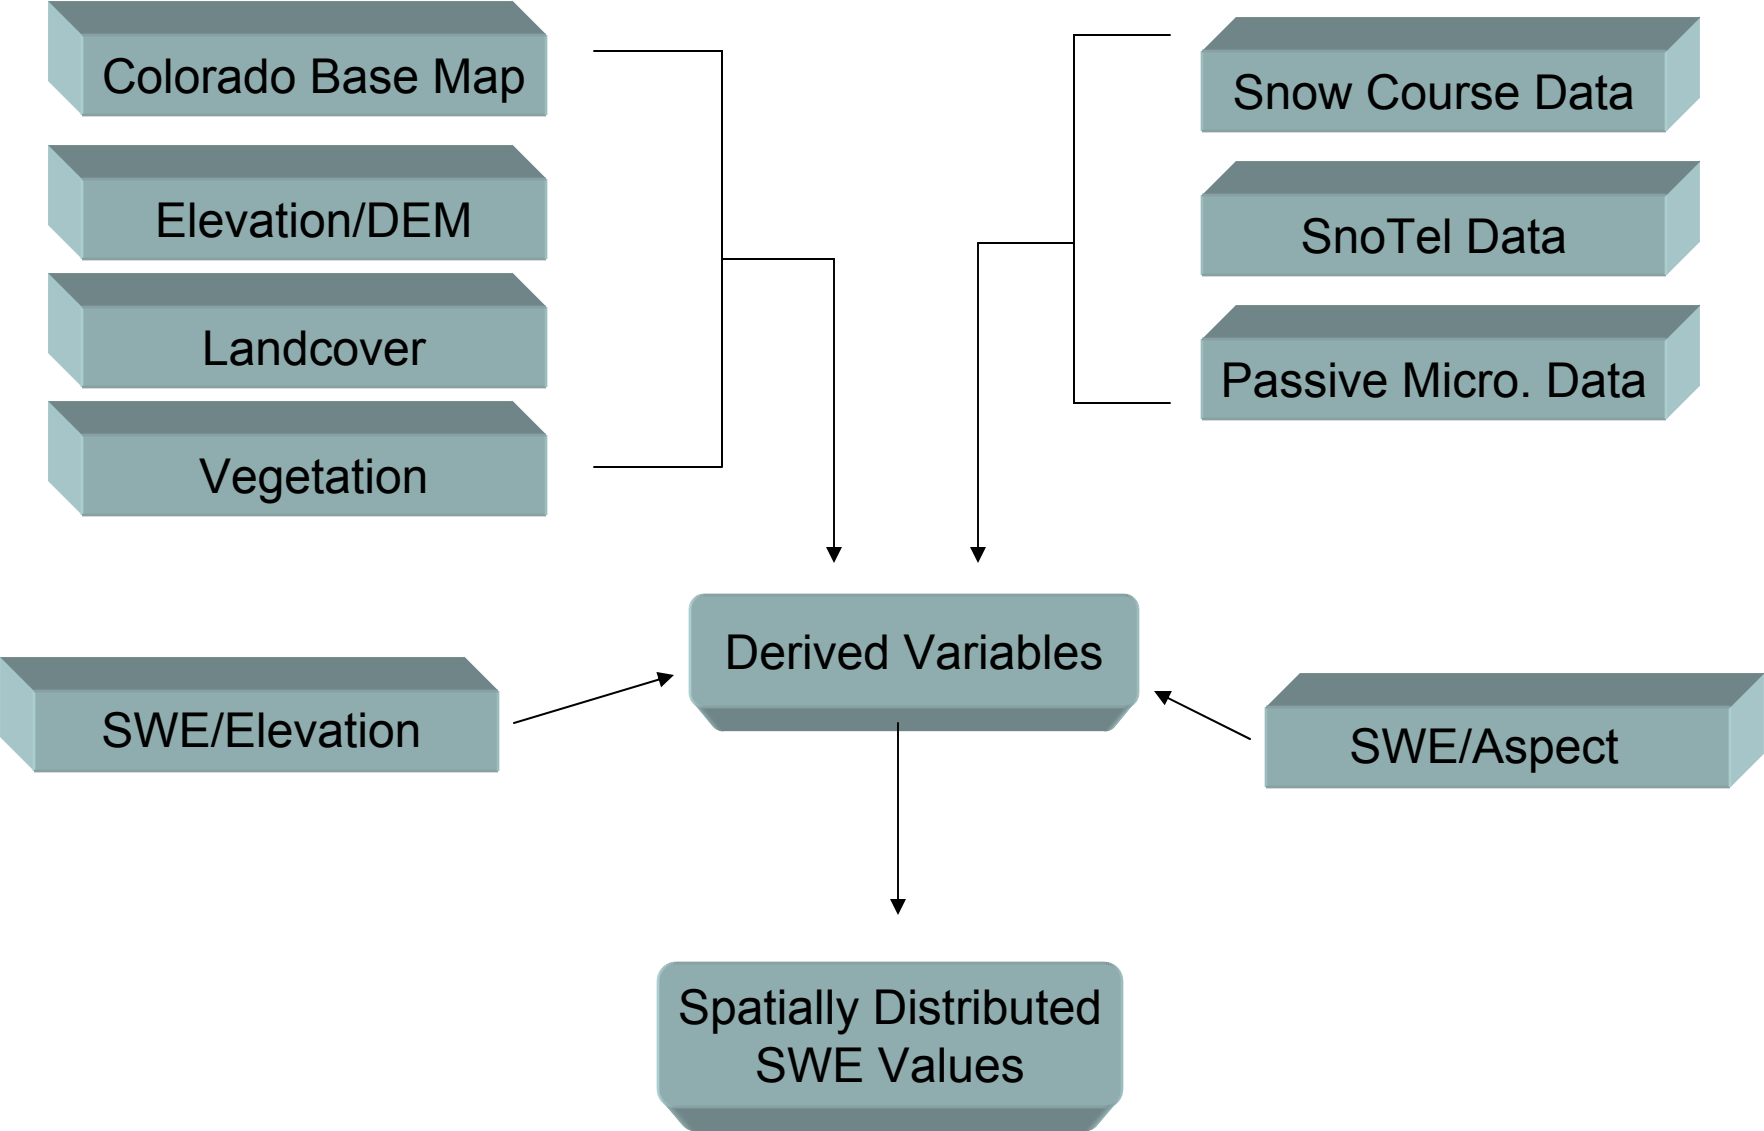 Colorado Base Map
Elevation/DEM
Landcover
Vegetation
Snow Course Data
SnoTel Data
Passive Micro. Data
Derived Variables
SWE/Elevation
SWE/Aspect
Spatially Distributed
SWE Values